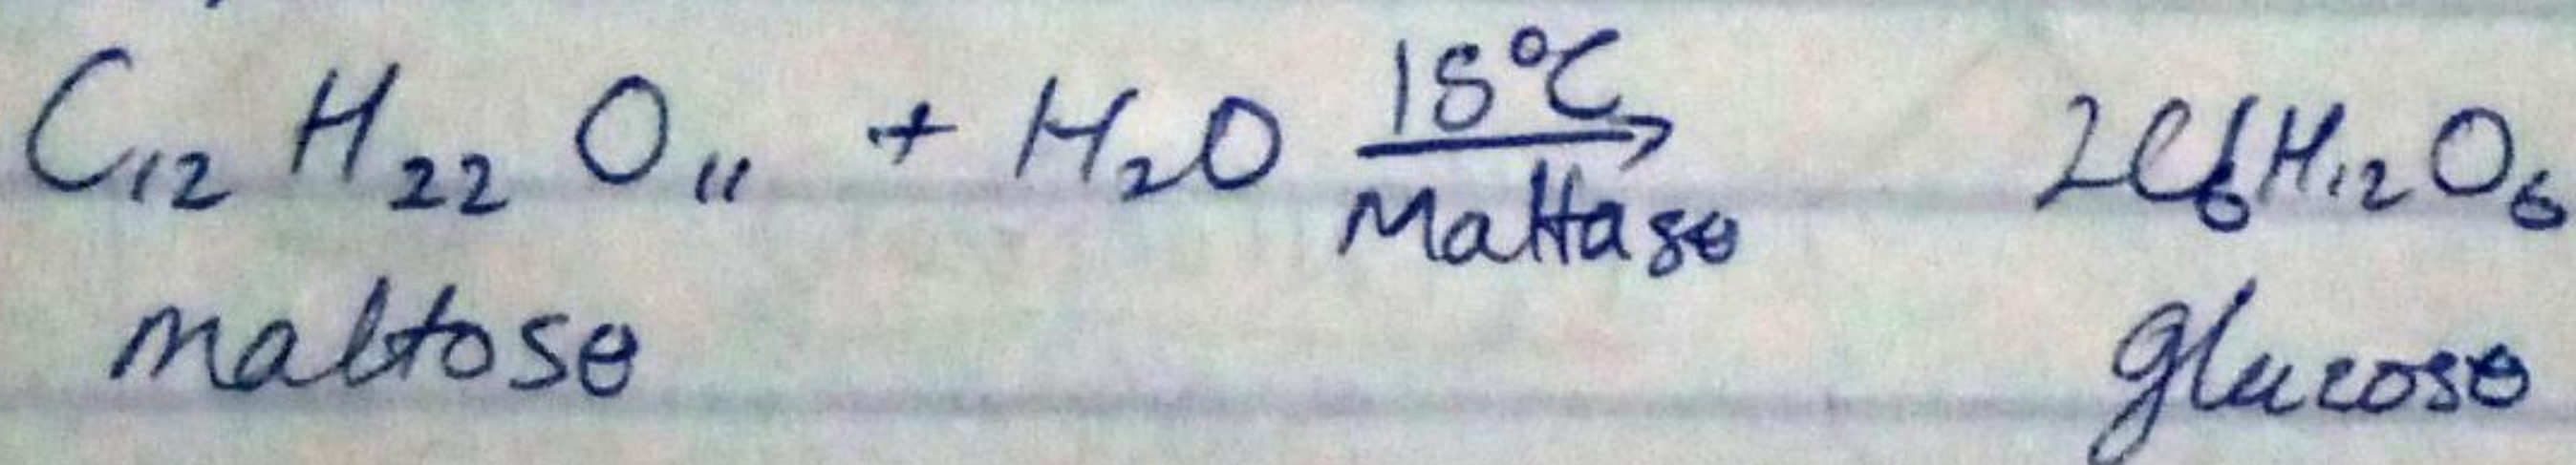 C₁₂H₂₂O₁₁ + H₂O 15°C→ 2C₆H₁₂O₆
Maltase
maltose glucose